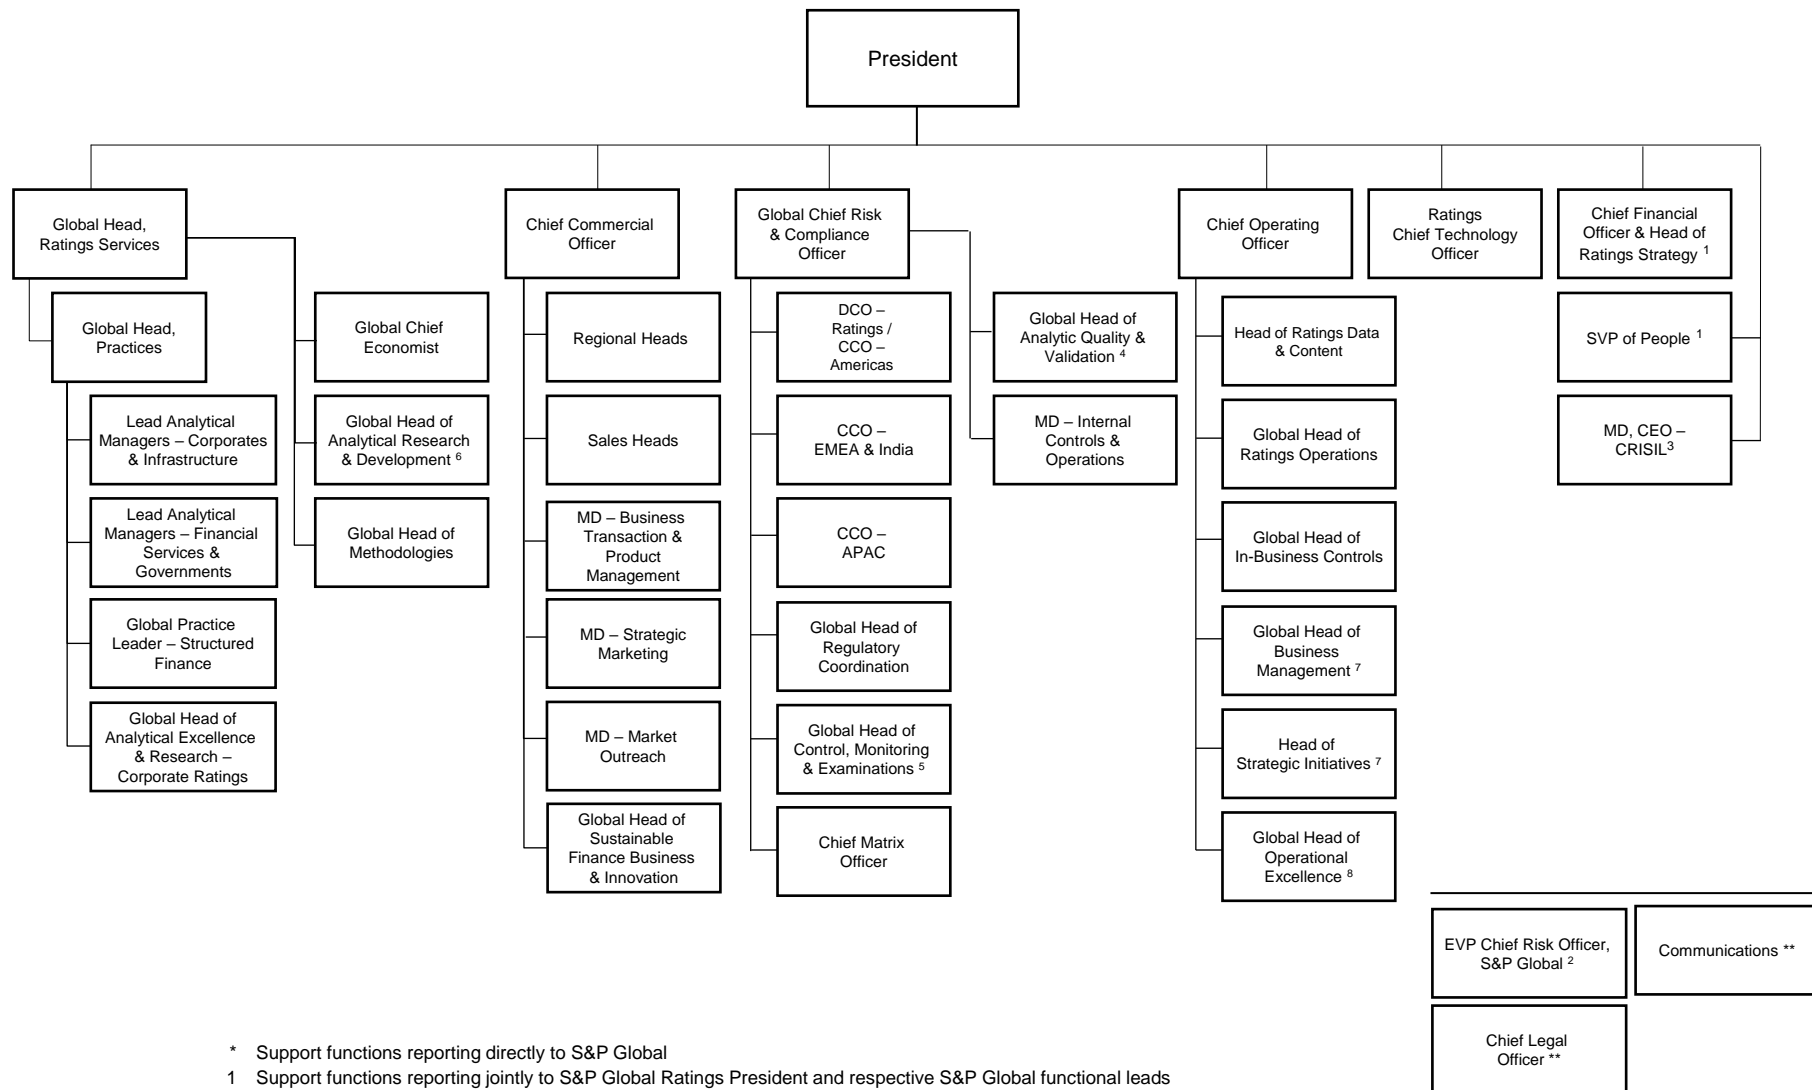 President
Global Head,
Ratings Services
Chief Commercial
Officer
Global Chief Risk
& Compliance
Officer
Chief Operating
Officer
Ratings
Chief Technology
Officer
Chief Financial
Officer & Head of
Ratings Strategy ¹
Global Head,
Practices
Lead Analytical
Managers – Corporates
& Infrastructure
Lead Analytical
Managers – Financial
Services &
Governments
Global Practice
Leader – Structured
Finance
Global Head of
Analytical Excellence
& Research –
Corporate Ratings
Global Chief
Economist
Global Head of
Analytical Research
& Development ⁶
Global Head of
Methodologies
Regional Heads
Sales Heads
MD – Business
Transaction &
Product
Management
MD – Strategic
Marketing
MD – Market
Outreach
Global Head of
Sustainable
Finance Business
& Innovation
DCO –
Ratings /
CCO –
Americas
CCO –
EMEA & India
CCO –
APAC
Global Head of
Regulatory
Coordination
Global Head of
Control, Monitoring
& Examinations ⁵
Chief Matrix
Officer
Global Head of
Analytic Quality &
Validation ⁴
MD – Internal
Controls &
Operations
Head of Ratings Data
& Content
Global Head of
Ratings Operations
Global Head of
In-Business Controls
Global Head of
Business
Management ⁷
Head of
Strategic Initiatives ⁷
Global Head of
Operational
Excellence ⁸
SVP of People ¹
MD, CEO –
CRISIL³
EVP Chief Risk Officer,
S&P Global ²
Communications **
Chief Legal
Officer **
* Support functions reporting directly to S&P Global
1 Support functions reporting jointly to S&P Global Ratings President and respective S&P Global functional leads